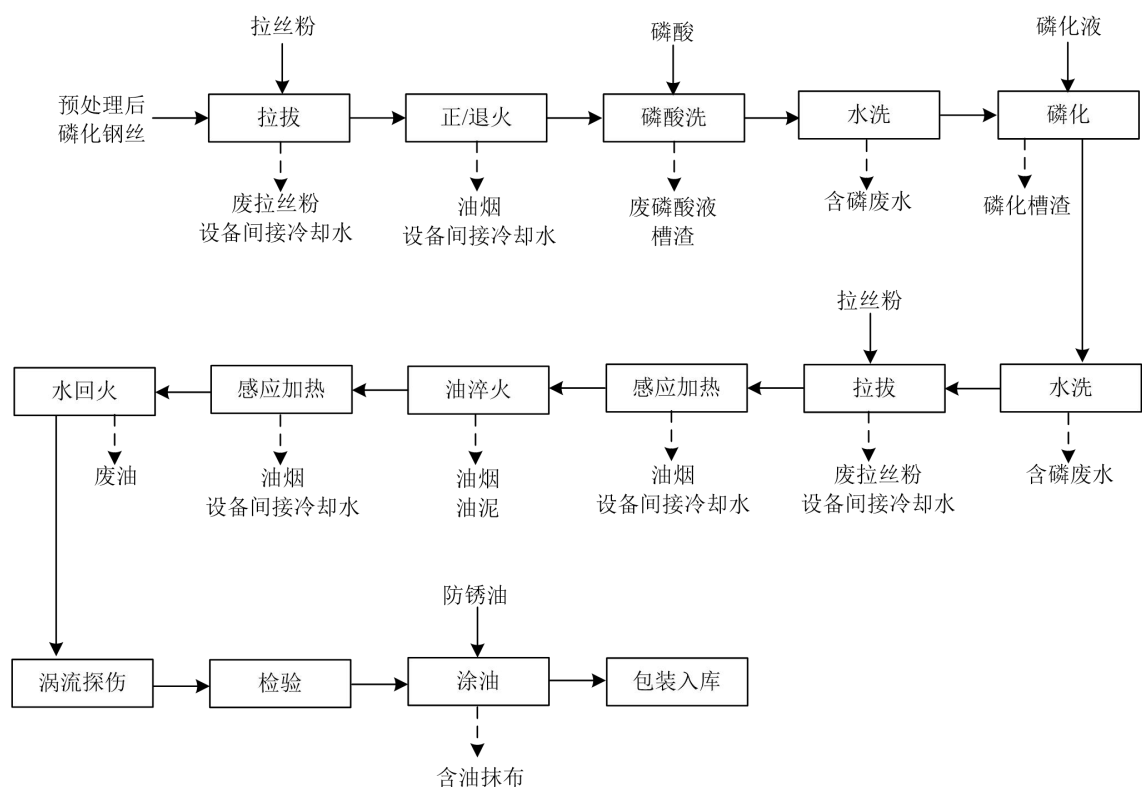 拉丝粉
磷酸
磷化液
预处理后
磷化钢丝
拉拔
正/退火
磷酸洗
水洗
磷化
废拉丝粉
设备间接冷却水
油烟
设备间接冷却水
废磷酸液
槽渣
含磷废水
磷化槽渣
拉丝粉
水回火
感应加热
油淬火
感应加热
拉拔
水洗
废油
油烟
设备间接冷却水
油烟
油泥
油烟
设备间接冷却水
废拉丝粉
设备间接冷却水
含磷废水
防锈油
涡流探伤
检验
涂油
包装入库
含油抹布